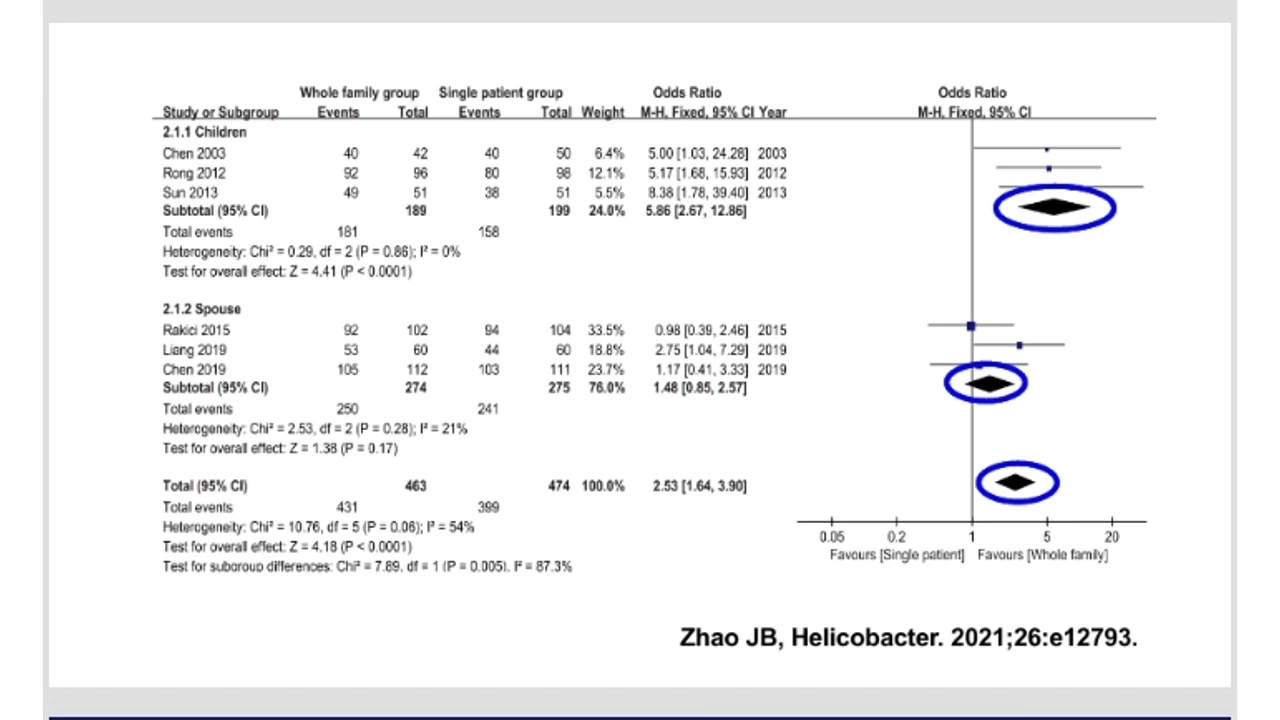 Whole family group Single patient group Odds Ratio Odds Ratio
Study or Subgroup Events Total Events Total Weight M-H, Fixed, 95% CI Year M-H, Fixed, 95% CI
2.1.1 Children
Chen 2003 40 42 40 50 6.4% 5.00 [1.03, 24.28] 2003
Rong 2012 92 96 80 98 12.1% 5.17 [1.68, 15.93] 2012
Sun 2013 49 51 38 51 5.5% 8.38 [1.78, 39.40] 2013
Subtotal (95% CI) 189 199 24.0% 5.86 [2.67, 12.86]
Total events 181 158
Heterogeneity: Chi² = 0.29, df = 2 (P = 0.86); I² = 0%
Test for overall effect: Z = 4.41 (P < 0.0001)
2.1.2 Spouse
Rakici 2015 92 102 94 104 33.5% 0.98 [0.39, 2.46] 2015
Liang 2019 53 60 44 60 18.8% 2.75 [1.04, 7.29] 2019
Chen 2019 105 112 103 111 23.7% 1.17 [0.41, 3.33] 2019
Subtotal (95% CI) 274 275 76.0% 1.48 [0.85, 2.57]
Total events 250 241
Heterogeneity: Chi² = 2.53, df = 2 (P = 0.28); I² = 21%
Test for overall effect: Z = 1.38 (P = 0.17)
Total (95% CI) 463 474 100.0% 2.53 [1.64, 3.90]
Total events 431 399
Heterogeneity: Chi² = 10.76, df = 5 (P = 0.06); I² = 54%
Test for overall effect: Z = 4.18 (P < 0.0001)
Test for subgroup differences: Chi² = 7.89, df = 1 (P = 0.005), I² = 87.3%
0.05 0.2 1 5 20
Favours [Single patient] Favours [Whole family]
Zhao JB, Helicobacter. 2021;26:e12793.